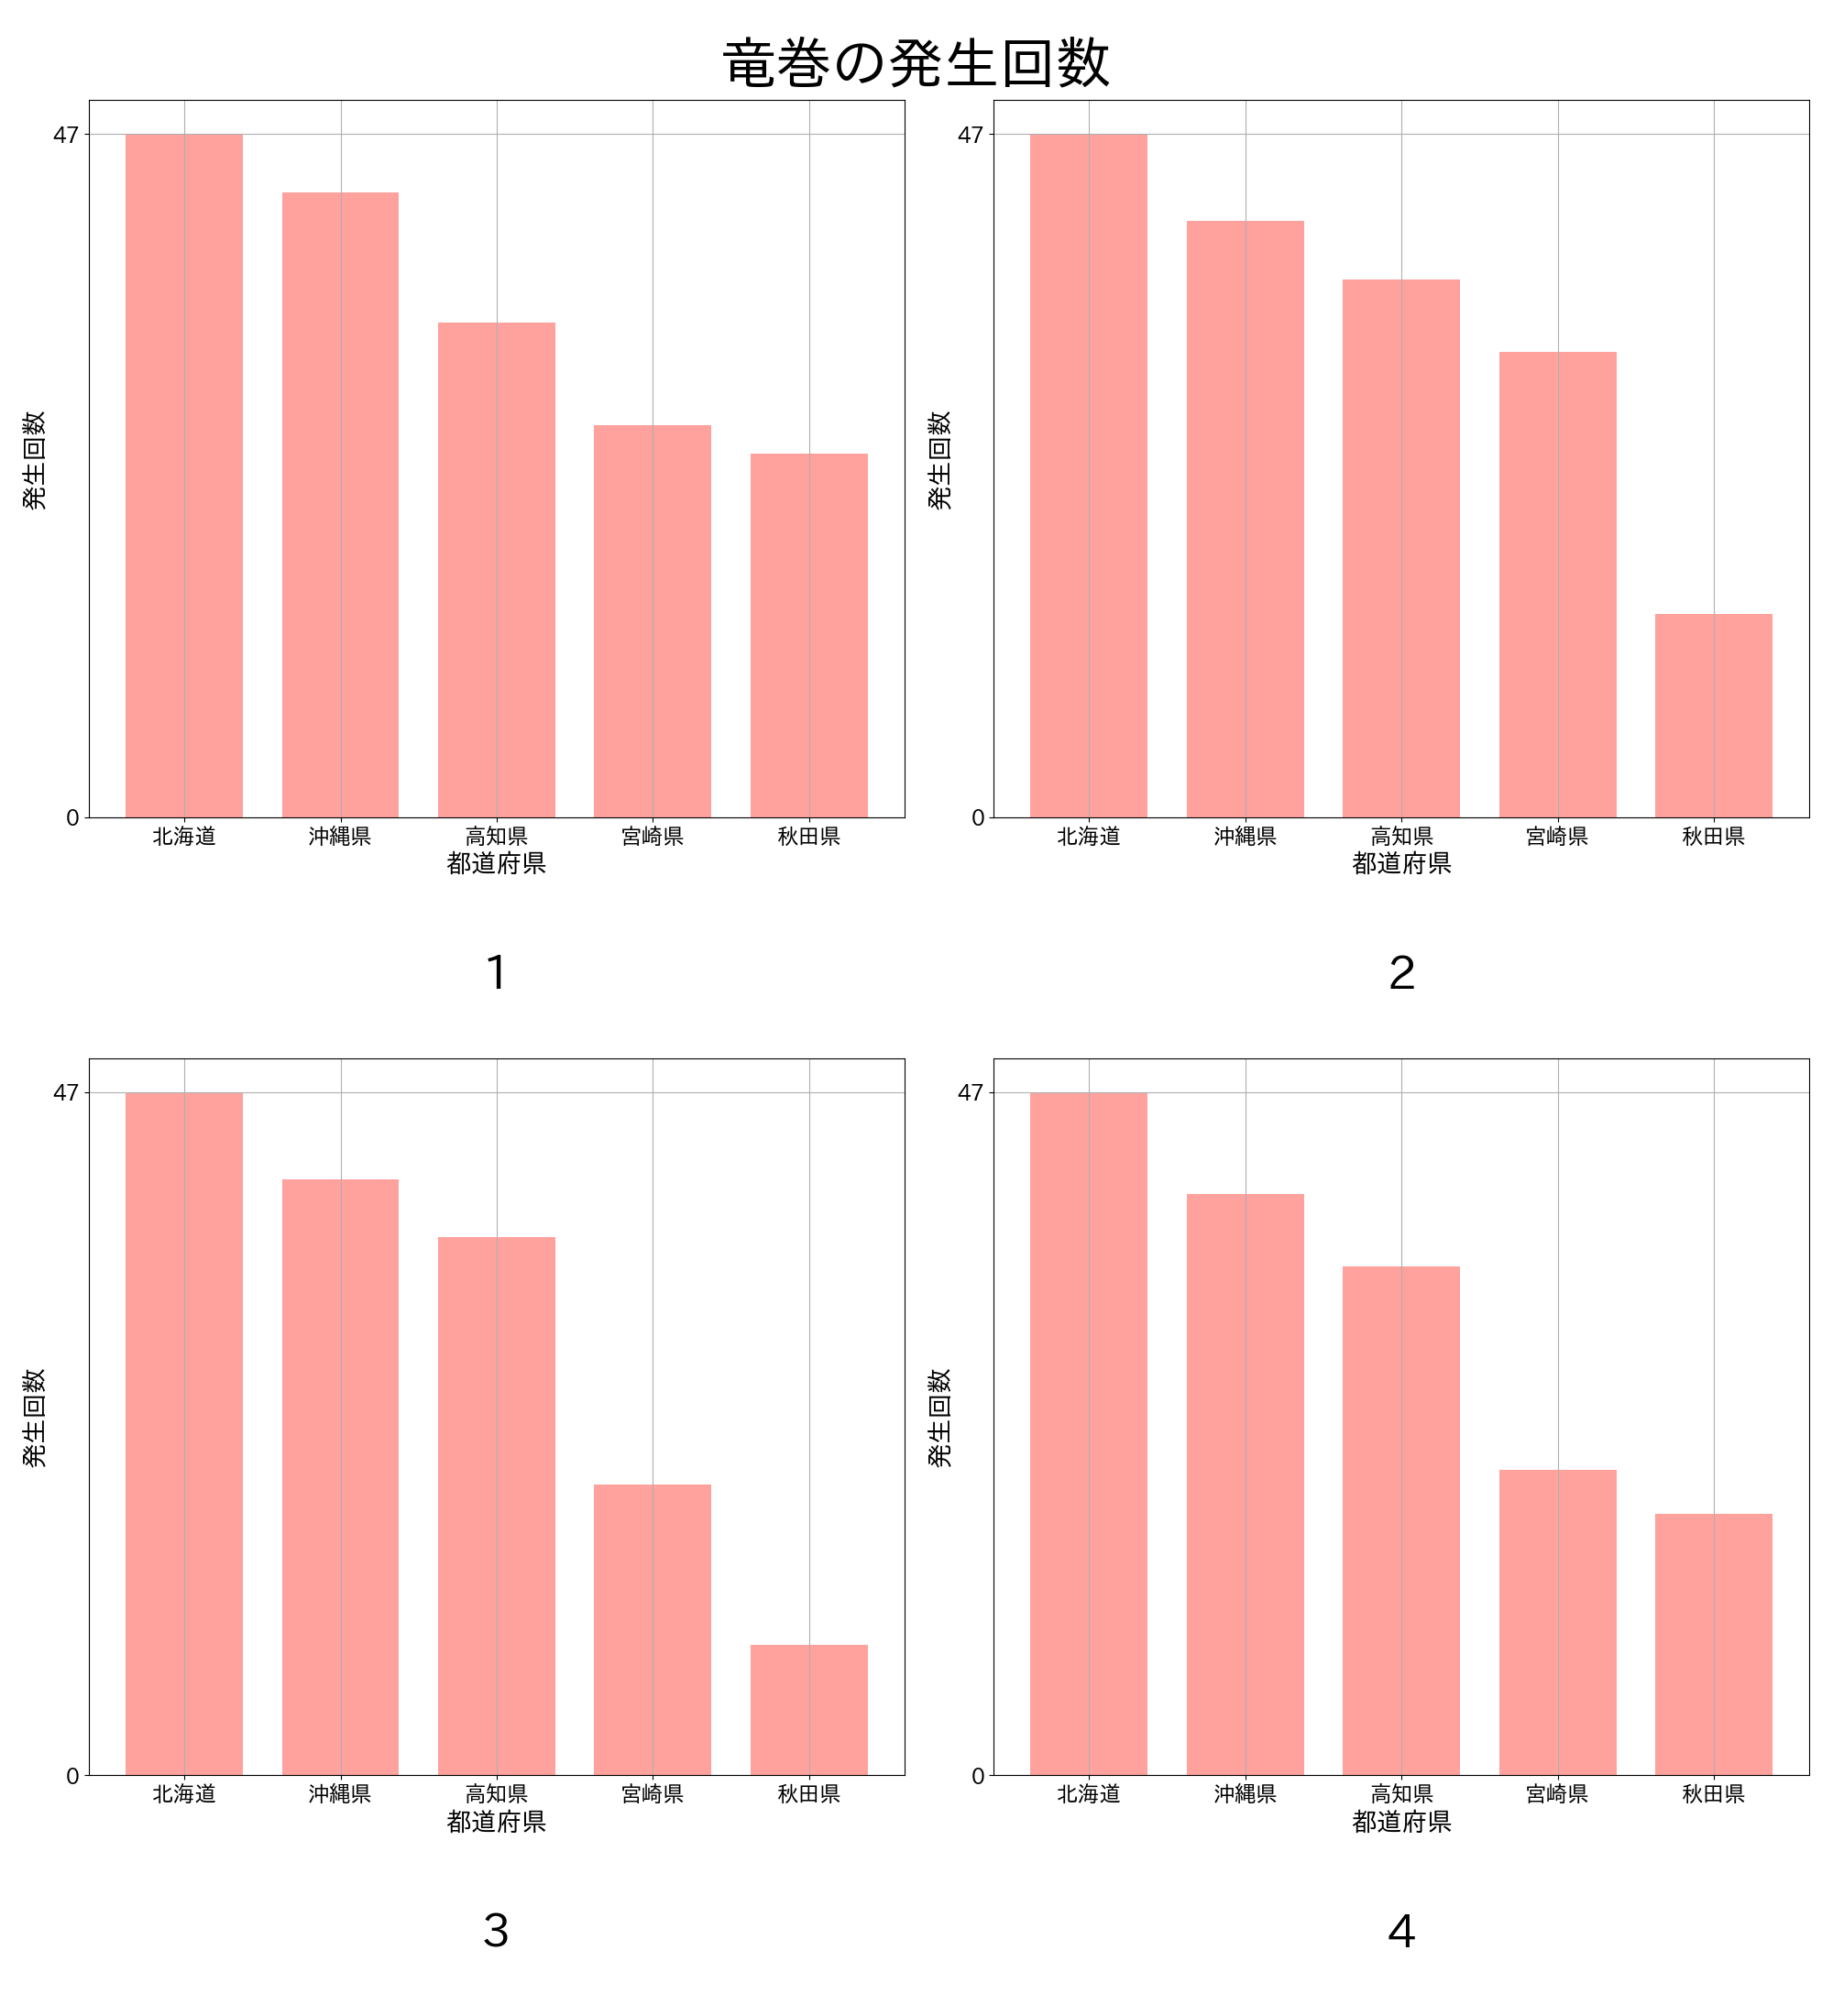 竜巻の発生回数
47
0
発生回数
北海道 沖縄県 高知県 宮崎県 秋田県
都道府県
1
47
0
発生回数
北海道 沖縄県 高知県 宮崎県 秋田県
都道府県
2
47
0
発生回数
北海道 沖縄県 高知県 宮崎県 秋田県
都道府県
3
47
0
発生回数
北海道 沖縄県 高知県 宮崎県 秋田県
都道府県
4